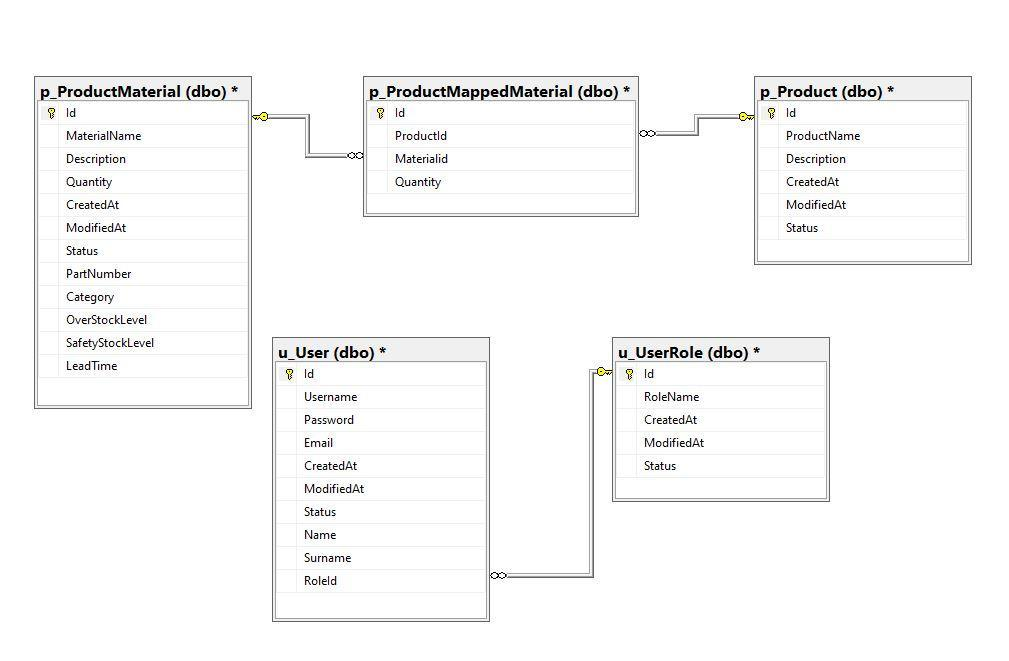 p_ProductMaterial (dbo) *
Id
MaterialName
Description
Quantity
CreatedAt
ModifiedAt
Status
PartNumber
Category
OverStockLevel
SafetyStockLevel
LeadTime
p_ProductMappedMaterial (dbo) *
Id
ProductId
Materialid
Quantity
p_Product (dbo) *
Id
ProductName
Description
CreatedAt
ModifiedAt
Status
u_User (dbo) *
Id
Username
Password
Email
CreatedAt
ModifiedAt
Status
Name
Surname
RoleId
u_UserRole (dbo) *
Id
RoleName
CreatedAt
ModifiedAt
Status